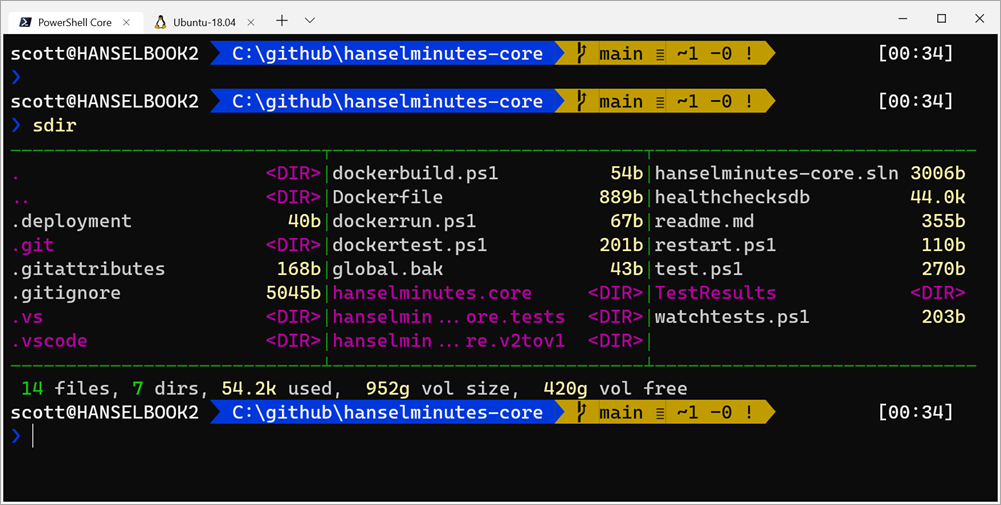 PowerShell Core × Ubuntu-18.04 ×
scott@HANSELBOOK2 C:\github\hanselminutes-core main ≡ ~1 -0 ! [00:34]
❯
scott@HANSELBOOK2 C:\github\hanselminutes-core main ≡ ~1 -0 ! [00:34]
❯ sdir
. <DIR>|dockerbuild.ps1 54b|hanselminutes-core.sln 3006b
.. <DIR>|Dockerfile 889b|healthchecksdb 44.0k
.deployment 40b|dockerrun.ps1 67b|readme.md 355b
.git <DIR>|dockertest.ps1 201b|restart.ps1 110b
.gitattributes 168b|global.bak 43b|test.ps1 270b
.gitignore 5045b|hanselminutes.core <DIR>|TestResults <DIR>
.vs <DIR>|hanselmin...ore.tests <DIR>|watchtests.ps1 203b
.vscode <DIR>|hanselmin...re.v2tov1 <DIR>|
14 files, 7 dirs, 54.2k used, 952g vol size, 420g vol free
scott@HANSELBOOK2 C:\github\hanselminutes-core main ≡ ~1 -0 ! [00:34]
❯